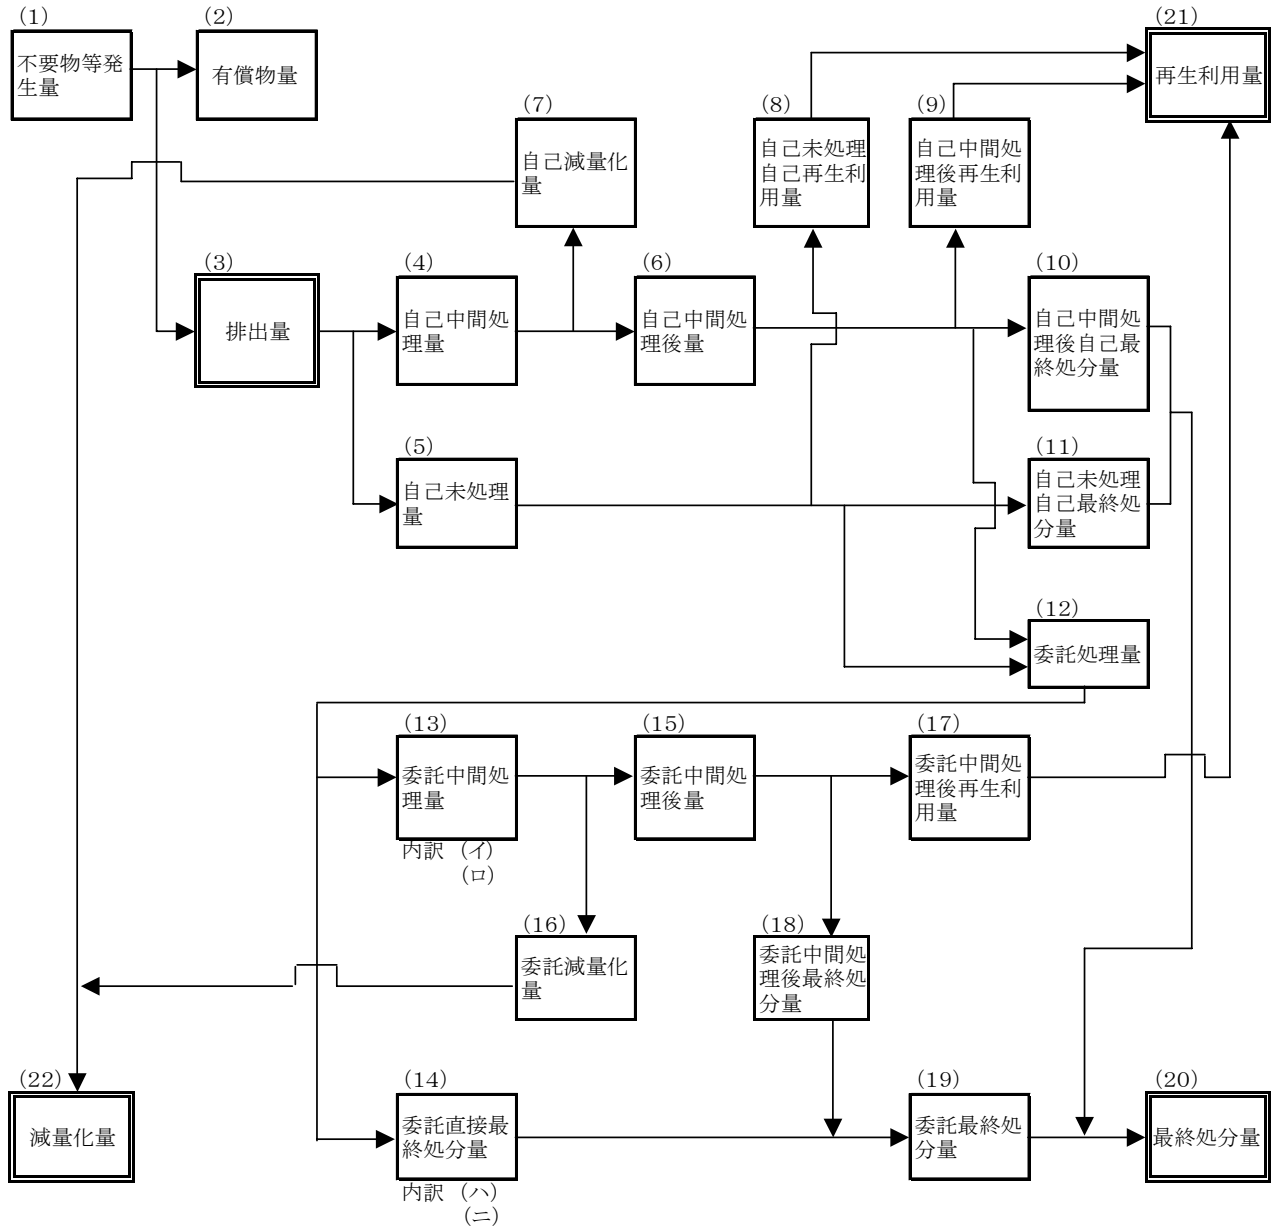 (1)
不要物等発
生量
(2)
有償物量
(21)
再生利用量
(7)
自己減量化
量
(8)
自己未処理
自己再生利
用量
(9)
自己中間処
理後再生利
用量
(3)
排出量
(4)
自己中間処
理量
(6)
自己中間処
理後量
(10)
自己中間処
理後自己最
終処分量
(5)
自己未処理
量
(11)
自己未処理
自己最終処
分量
(12)
委託処理量
(13)
委託中間処
理量
内訳 (イ)
(ロ)
(15)
委託中間処
理後量
(17)
委託中間処
理後再生利
用量
(16)
委託減量化
量
(18)
委託中間処
理後最終処
分量
(22)
減量化量
(14)
委託直接最
終処分量
内訳 (ハ)
(ニ)
(19)
委託最終処
分量
(20)
最終処分量